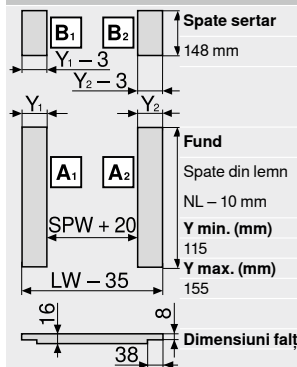 B₁ B₂ Spate sertar
148 mm
Y₁ – 3
Y₂ – 3
Y₁ Y₂
Fund
A₁ A₂ Spate din lemn
NL – 10 mm
SPW + 20 Y min. (mm)
115
Y max. (mm)
LW – 35 155
16 8
Dimensiuni falț
38